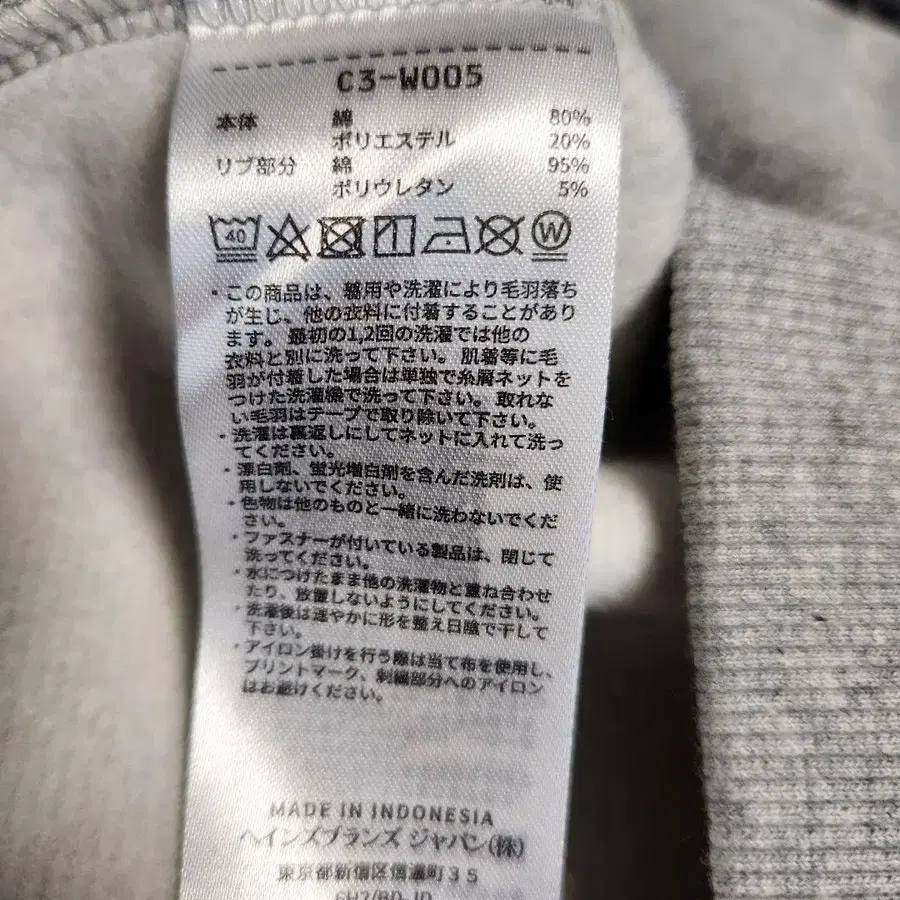 C3-W005
本体 綿 80%
ポリエステル 20%
リブ部分 綿 95%
ポリウレタン 5%
40 W
・この商品は、着用や洗濯により毛羽落ち
が生じ、他の衣料に付着することがあり
ます。最初の1,2回の洗濯では他の
衣料と別に洗って下さい。肌着等に毛
羽が付着した場合は単独で糸屑ネットを
つけた洗濯機で洗って下さい。取れな
い毛羽はテープで取り除いて下さい。
・洗濯は裏返しにしてネットに入れて洗っ
てください。
・漂白剤、蛍光増白剤を含んだ洗剤は、使
用しないでください。
・色物は他のものと一緒に洗わないでくだ
さい。
・ファスナーが付いている製品は、閉じて
洗ってください。
・水につけたまま他の洗濯物と重ね合わせ
たり、放置しないようにしてください。
・洗濯後は速やかに形を整え日陰で干して
下さい。
・アイロン掛けを行う際は当て布を使用し、
プリントマーク、刺繍部分へのアイロン
はお避けください。
MADE IN INDONESIA
ヘインズブランズ ジャパン(株)
東京都新宿区信濃町35